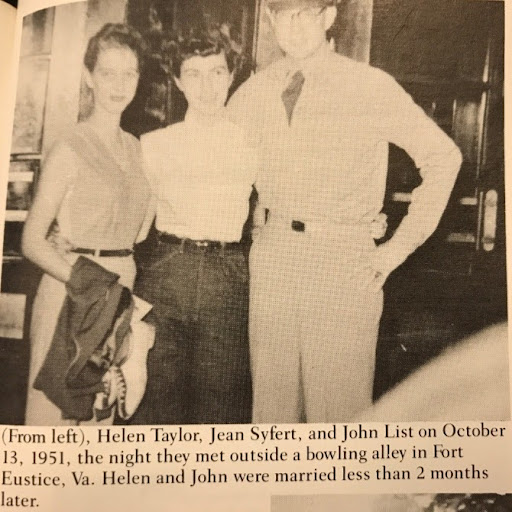 (From left), Helen Taylor, Jean Syfert, and John List on October
13, 1951, the night they met outside a bowling alley in Fort
Eustice, Va. Helen and John were married less than 2 months
later.